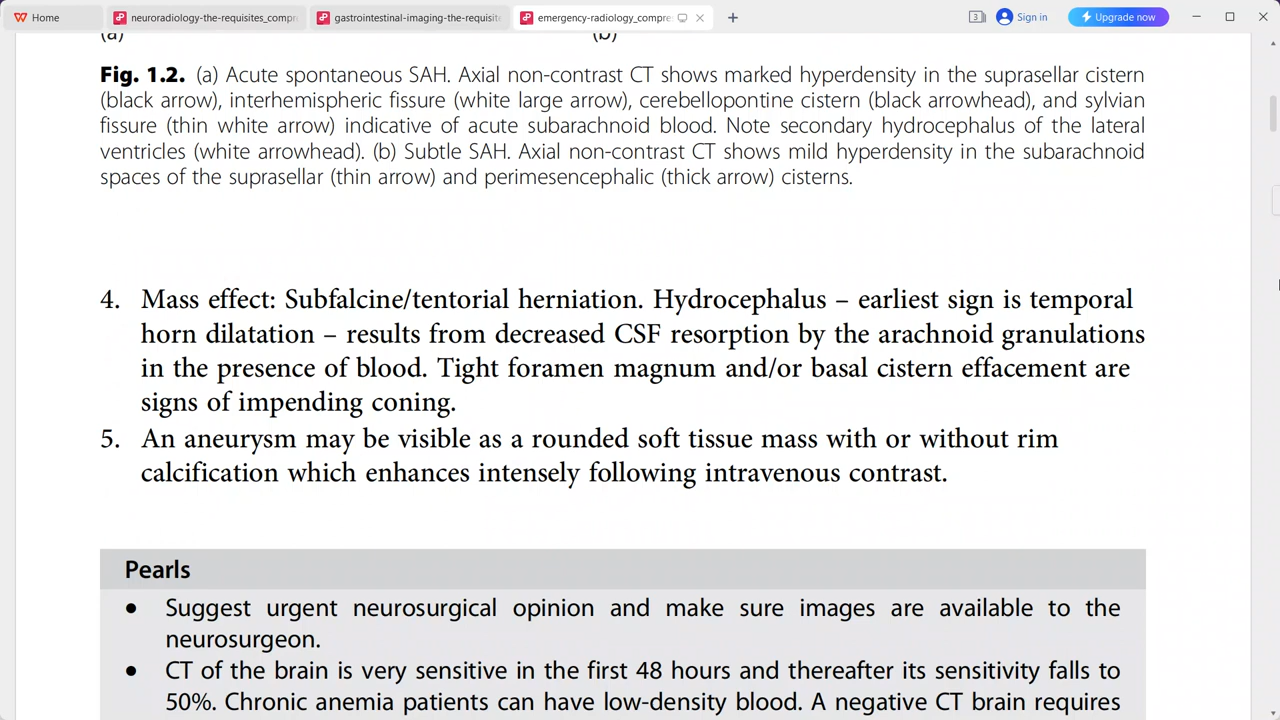 Home
neuroradiology-the-requisites_compr
gastrointestinal-imaging-the-requisite
emergency-radiology_compre
3
Sign in
Upgrade now
(a)
(b)
Fig. 1.2. (a) Acute spontaneous SAH. Axial non-contrast CT shows marked hyperdensity in the suprasellar cistern
(black arrow), interhemispheric fissure (white large arrow), cerebellopontine cistern (black arrowhead), and sylvian
fissure (thin white arrow) indicative of acute subarachnoid blood. Note secondary hydrocephalus of the lateral
ventricles (white arrowhead). (b) Subtle SAH. Axial non-contrast CT shows mild hyperdensity in the subarachnoid
spaces of the suprasellar (thin arrow) and perimesencephalic (thick arrow) cisterns.
4. Mass effect: Subfalcine/tentorial herniation. Hydrocephalus – earliest sign is temporal
horn dilatation – results from decreased CSF resorption by the arachnoid granulations
in the presence of blood. Tight foramen magnum and/or basal cistern effacement are
signs of impending coning.
5. An aneurysm may be visible as a rounded soft tissue mass with or without rim
calcification which enhances intensely following intravenous contrast.
Pearls
• Suggest urgent neurosurgical opinion and make sure images are available to the
neurosurgeon.
• CT of the brain is very sensitive in the first 48 hours and thereafter its sensitivity falls to
50%. Chronic anemia patients can have low-density blood. A negative CT brain requires